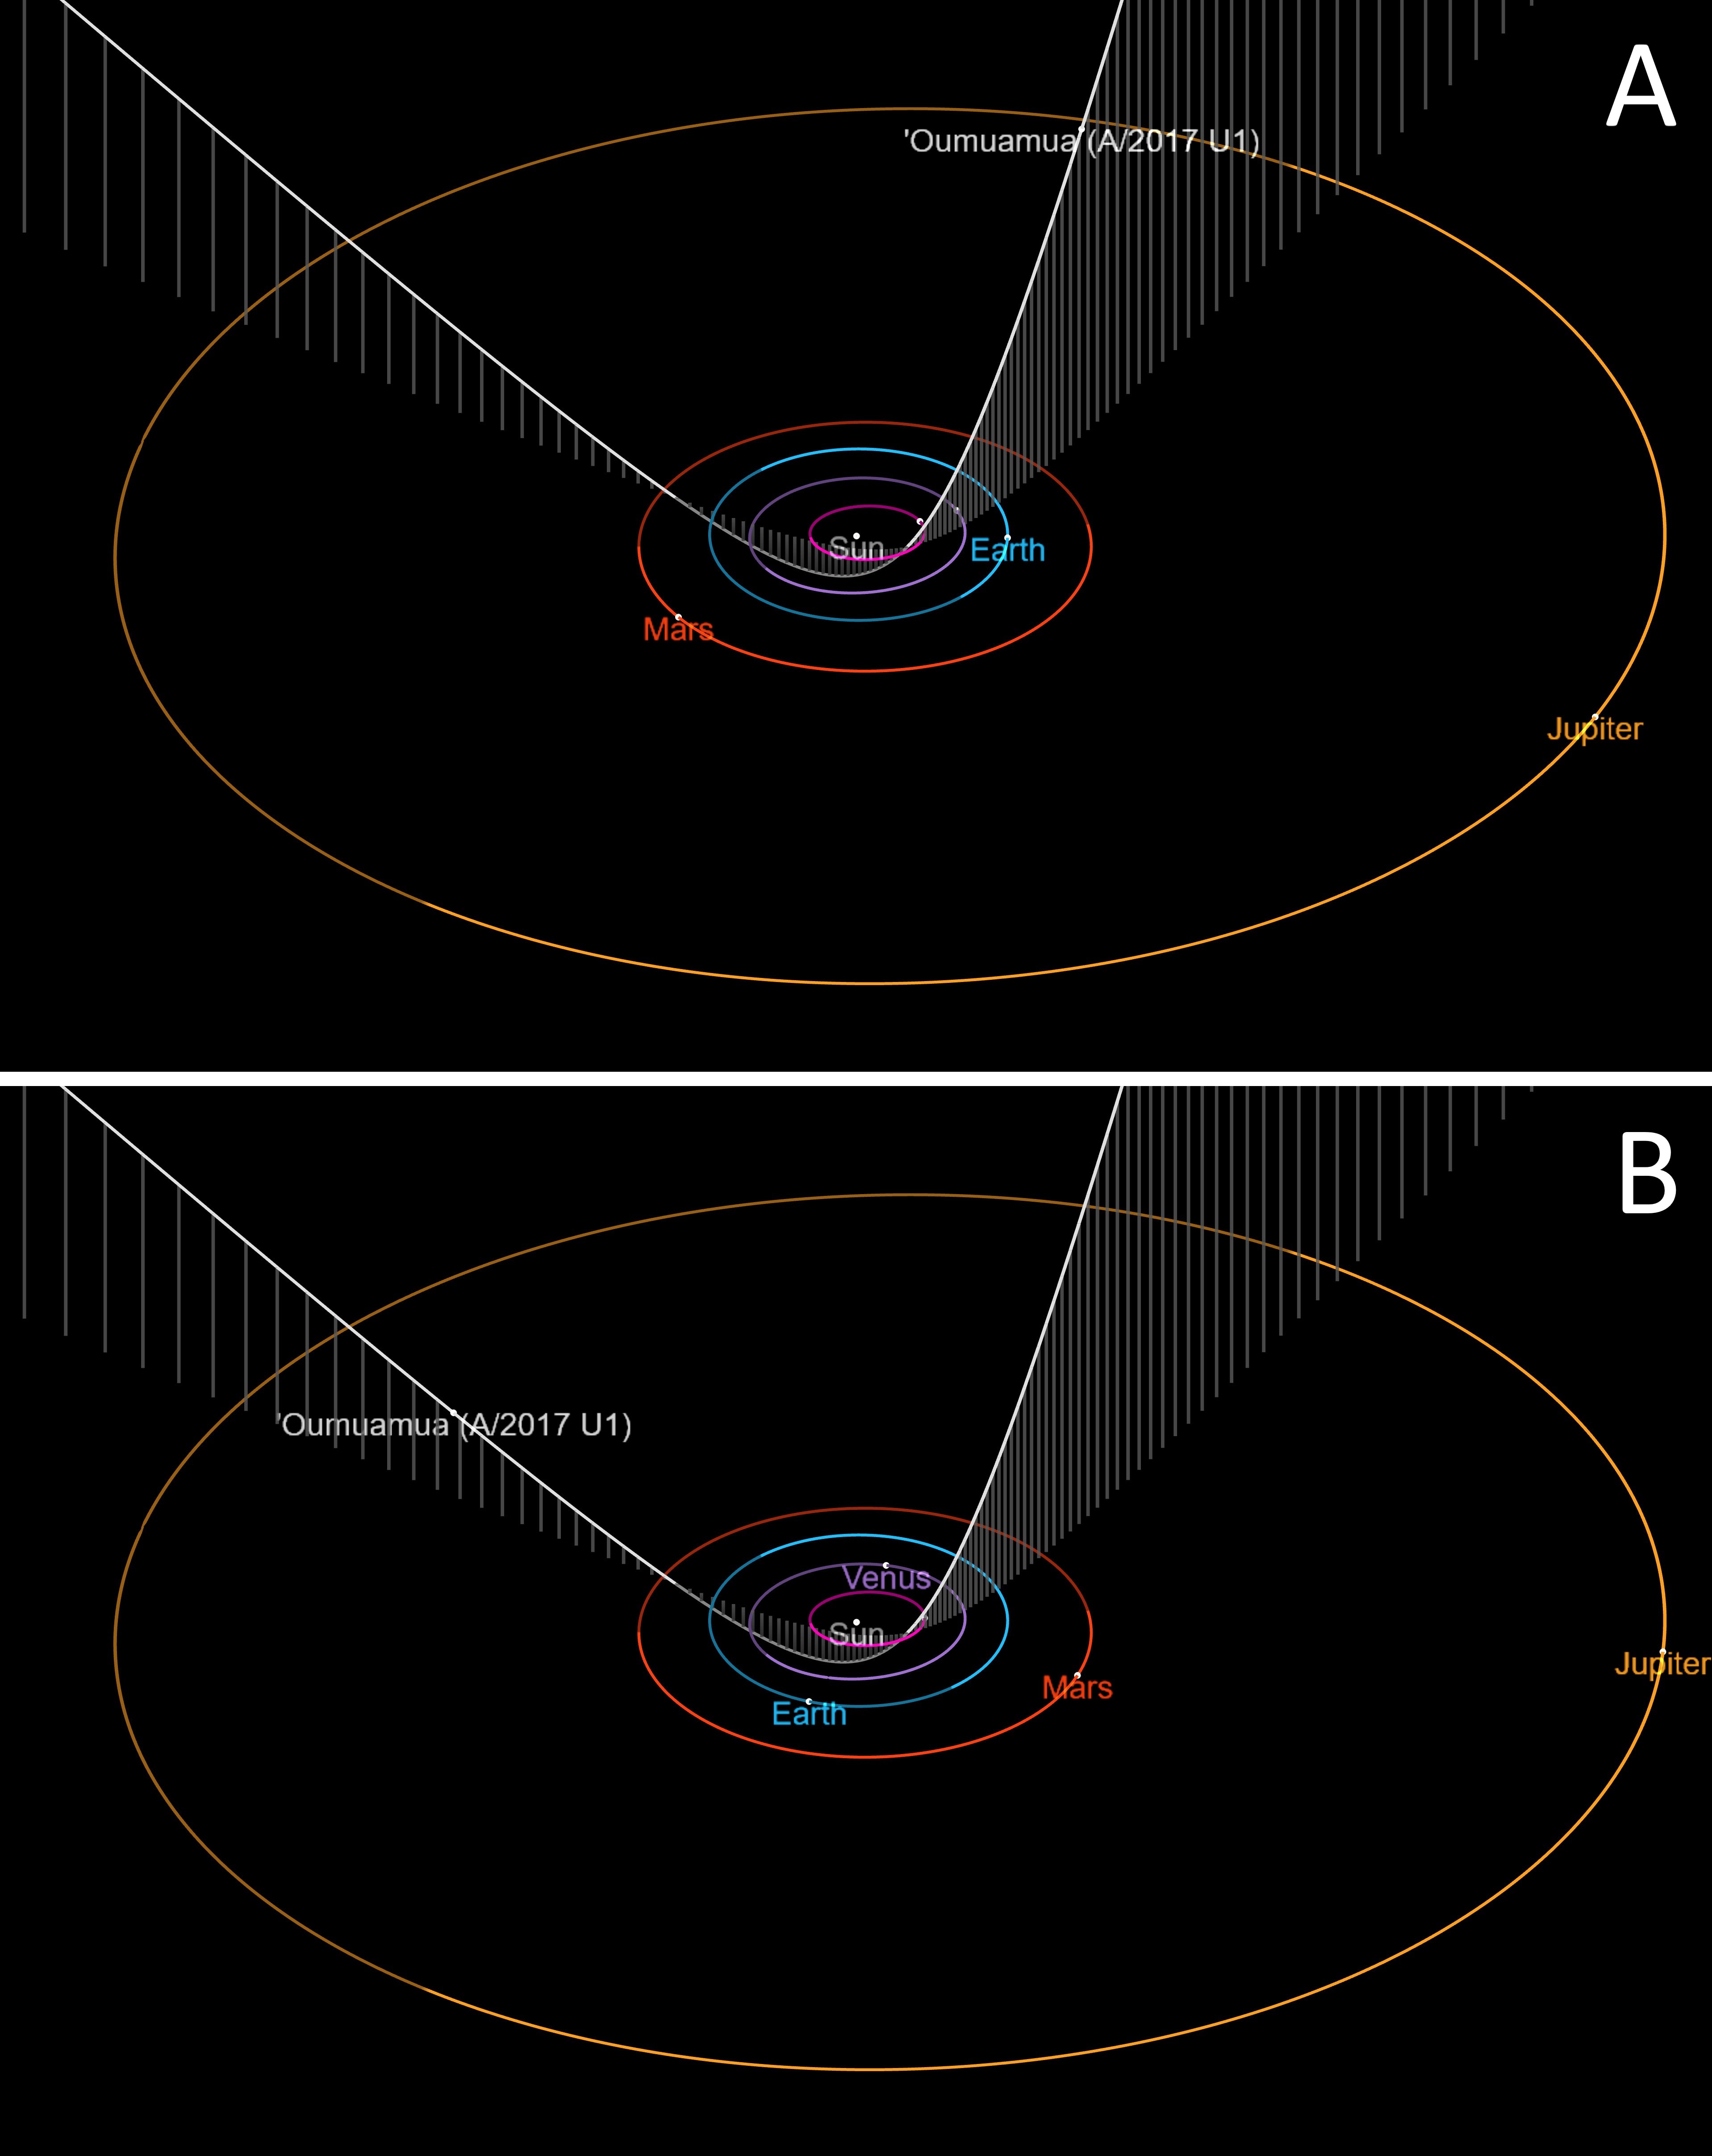 A
'Oumuamua (A/2017 U1)
Sun
Earth
Mars
Jupiter
B
'Oumuamua (A/2017 U1)
Venus
Sun
Jupiter
Mars
Earth